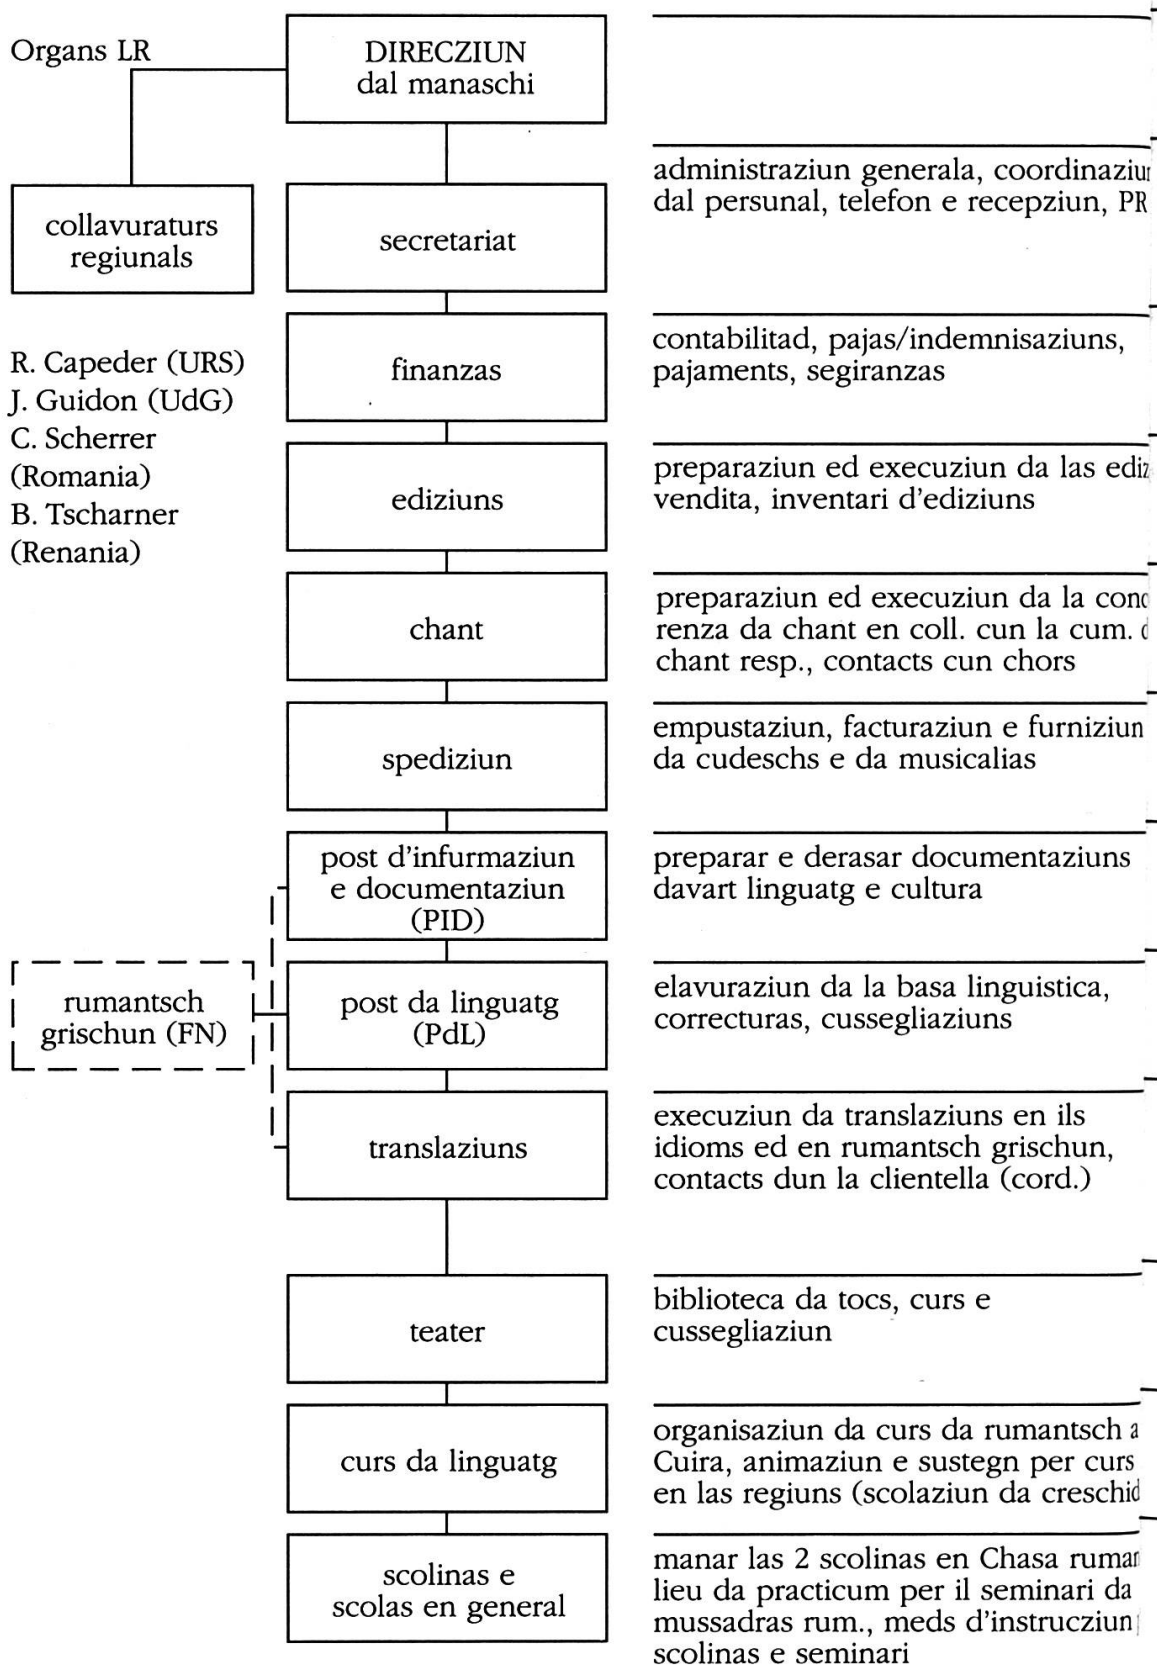 Organs LR
DIRECZIUN
dal manaschi
collavuraturs
regiunals
R. Capeder (URS)
J. Guidon (UdG)
C. Scherrer
(Romania)
B. Tscharner
(Renania)
secretariat
administraziun generala,
dal persunal, telefon e recepziun, PR
finanzas
contabilitad, pajas/indemnisaziuns,
pajaments, segiranzas
ediziuns
preparaziun ed execuziun da las
vendita, inventari d'ediziuns
chant
preparaziun ed execuziun da la
renza da chant en coll. cun la cum.
chant resp., contacts cun chors
spediziun
empustaziun, facturaziun e furniziun
da cudeschs e da musicalias
post d'infurmaziun
e documentaziun
(PID)
preparar e derasar documentaziuns
davart linguatg e cultura
rumantsch
grischun (FN)
post da linguatg
(PdL)
elavuraziun da la basa linguistica,
correcturas, cussegliaziuns
translaziuns
execuziun da translaziuns en ils
idioms ed en rumantsch grischun,
contacts dun la clientella (cord.)
teater
biblioteca da tocs, curs e
cussegliaziun
curs da linguatg
organisaziun da curs da rumantsch a
Cuira, animaziun e sustegn per curs
en las regiuns (scolaziun da
scolinas e
scolas en general
manar las 2 scolinas en Chasa
lieu da practicum per il seminari da
mussadras rum., meds d'instrucziun
scolinas e seminari